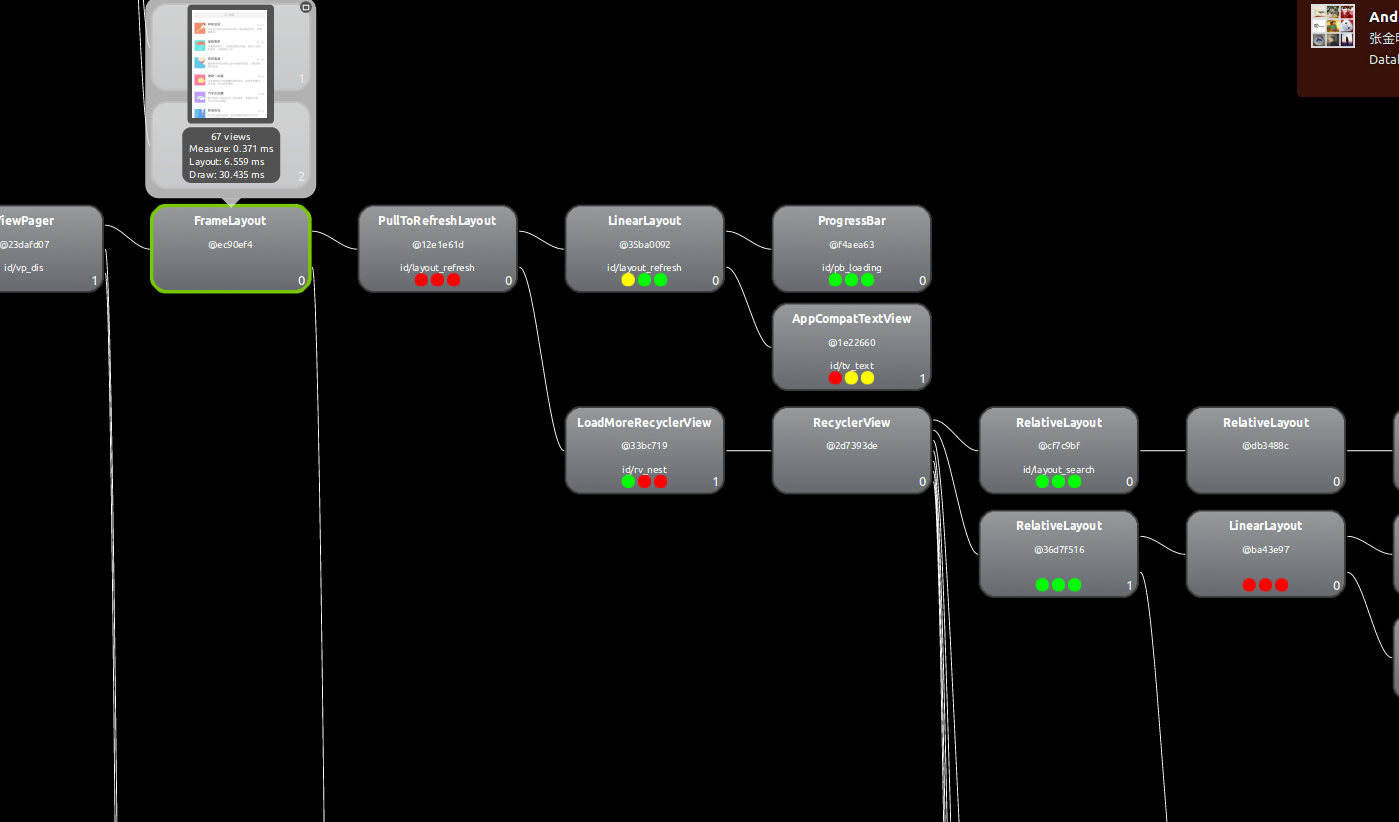 1
2
67 views
Measure: 0.371 ms
Layout: 6.559 ms
Draw: 30.435 ms
And
张金
Datal
iewPager
@23dafd07
id/vp_dis
1
FrameLayout
@ec90ef4
0
PullToRefreshLayout
@12e1e61d
id/layout_refresh
0
LinearLayout
@35ba0092
id/layout_refresh
0
ProgressBar
@f4aea63
id/pb_loading
0
AppCompatTextView
@1e22660
id/tv_text
1
LoadMoreRecyclerView
@33bc719
id/rv_nest
1
RecyclerView
@2d7393de
0
RelativeLayout
@cf7c9bf
id/layout_search
0
RelativeLayout
@db3488c
0
RelativeLayout
@36d7f516
1
LinearLayout
@ba43e97
0